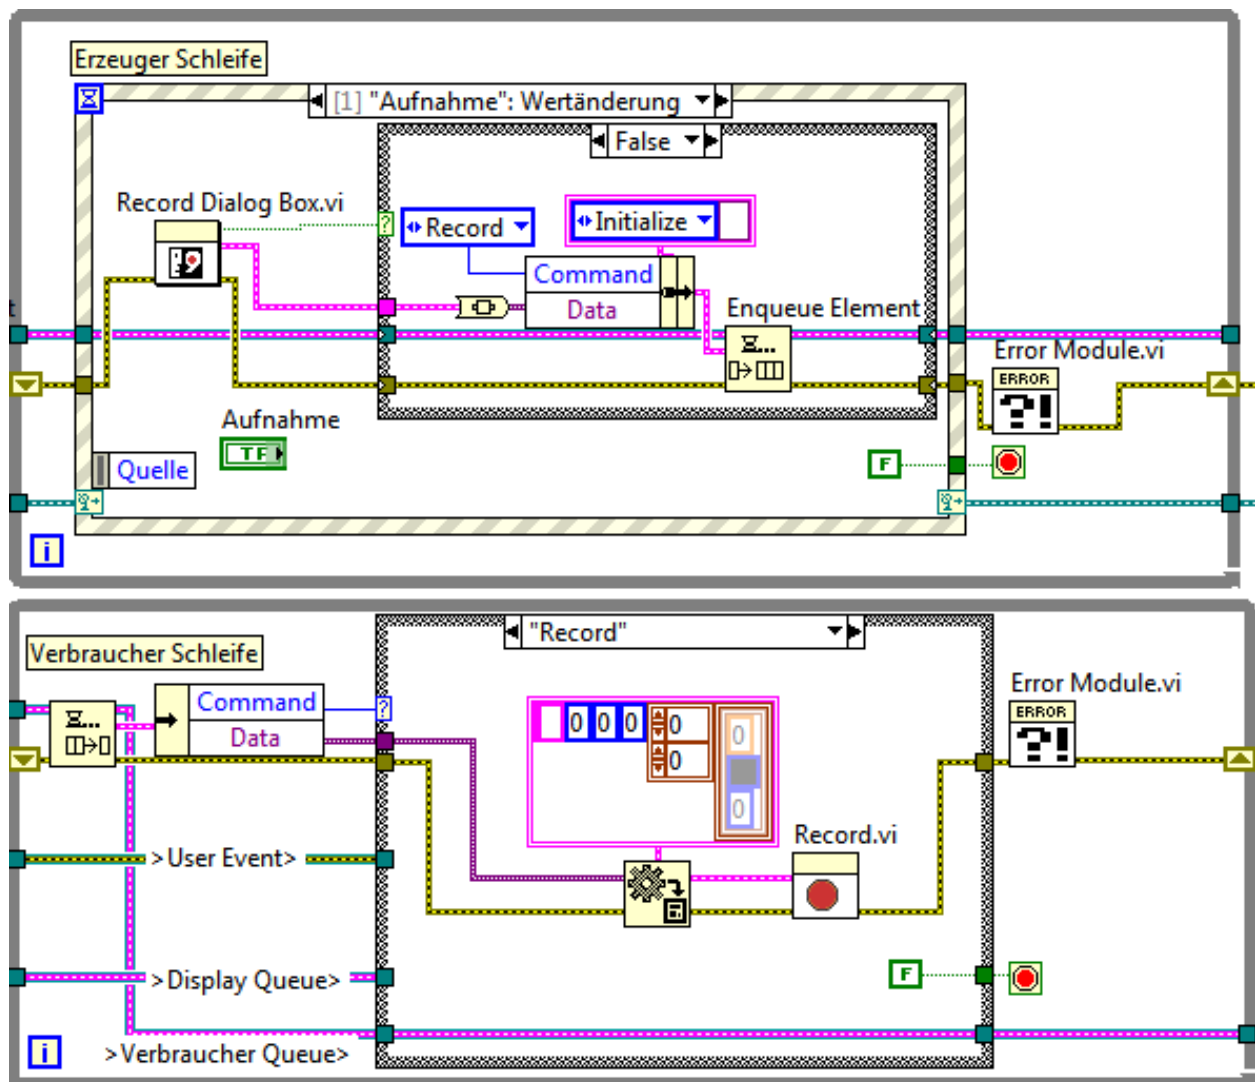 Erzeuger Schleife
[1] "Aufnahme": Wertänderung
False
Record Dialog Box.vi
Record
Initialize
Command
Data
Enqueue Element
t
Error Module.vi
ERROR
?!
Aufnahme
TF
Quelle
F
i
"Record"
Verbraucher Schleife
Command
Data
Error Module.vi
ERROR
?!
0 0 0 0 0
0 0
Record.vi
>User Event>
>Display Queue>
F
i
>Verbraucher Queue>